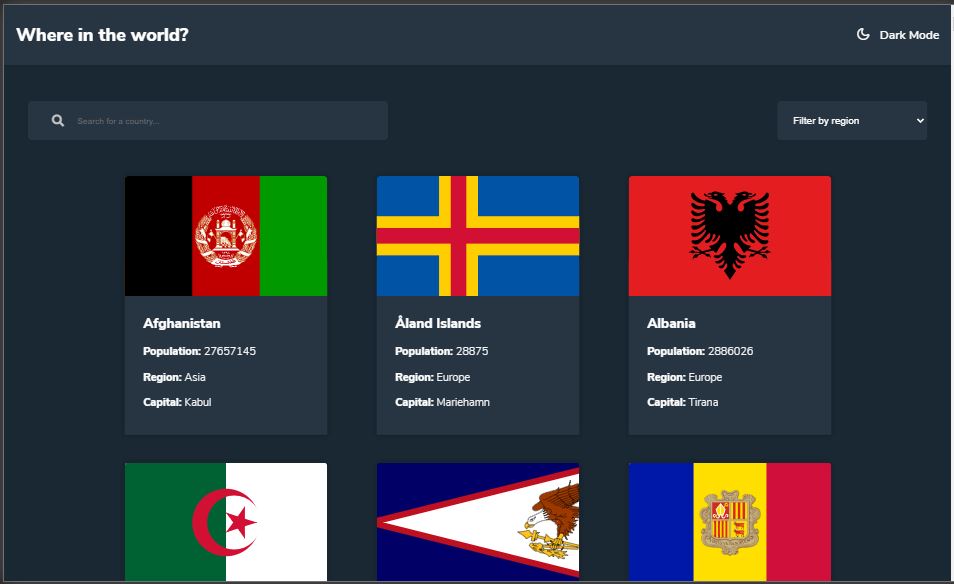 Where in the world?
Dark Mode
Search for a country...
Filter by region
Afghanistan
Population: 27657145
Region: Asia
Capital: Kabul
Åland Islands
Population: 28875
Region: Europe
Capital: Mariehamn
Albania
Population: 2886026
Region: Europe
Capital: Tirana